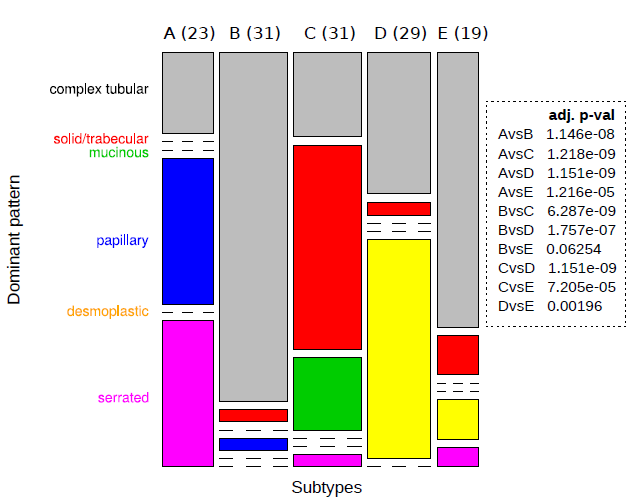 A (23) B (31) C (31) D (29) E (19)
complex tubular
solid/trabecular
mucinous
papillary
desmoplastic
serrated
Dominant pattern
Subtypes
adj. p-val
AvsB 1.146e-08
AvsC 1.218e-09
AvsD 1.151e-09
AvsE 1.216e-05
BvsC 6.287e-09
BvsD 1.757e-07
BvsE 0.06254
CvsD 1.151e-09
CvsE 7.205e-05
DvsE 0.00196